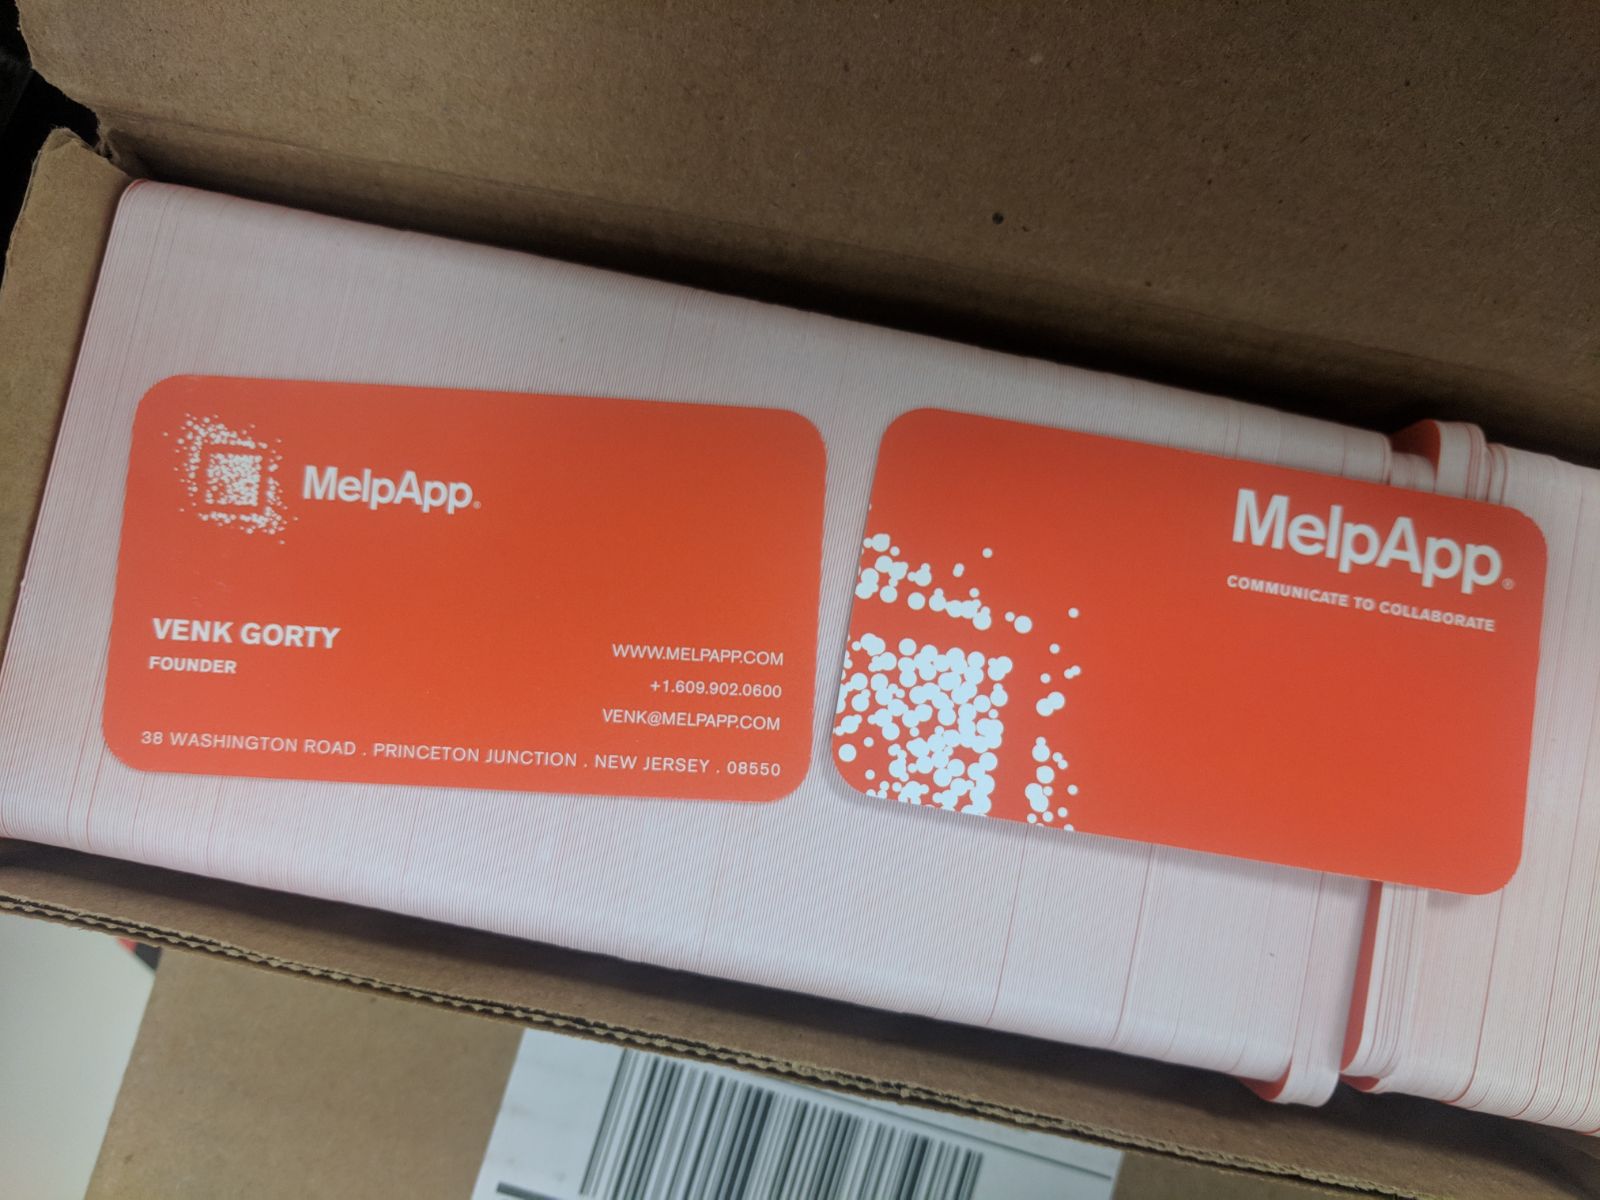 MelpApp®
VENK GORTY
FOUNDER
WWW.MELPAPP.COM
+1.609.902.0600
VENK@MELPAPP.COM
38 WASHINGTON ROAD . PRINCETON JUNCTION . NEW JERSEY . 08550
MelpApp®
COMMUNICATE TO COLLABORATE